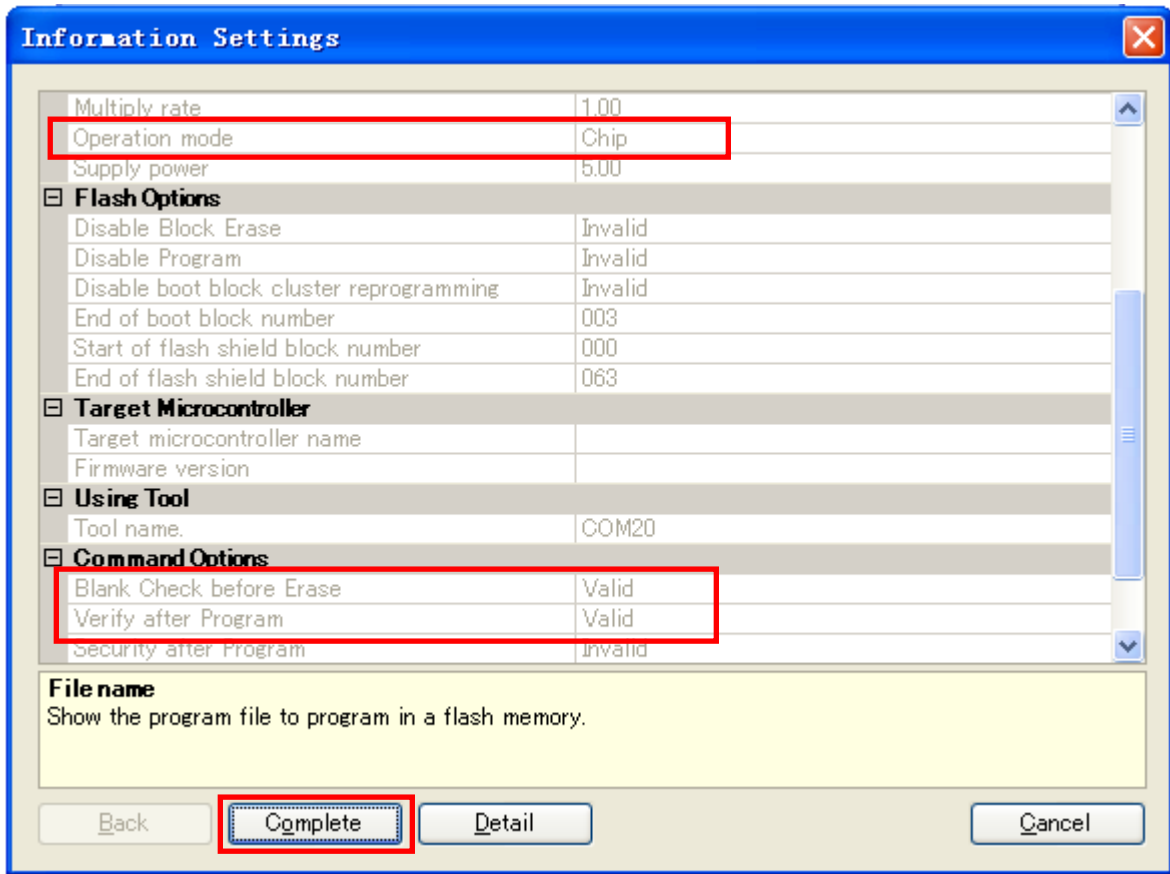 Information Settings
Multiply rate 1.00
Operation mode Chip
Supply power 5.00
Flash Options
Disable Block Erase Invalid
Disable Program Invalid
Disable boot block cluster reprogramming Invalid
End of boot block number 003
Start of flash shield block number 000
End of flash shield block number 063
Target Microcontroller
Target microcontroller name
Firmware version
Using Tool
Tool name. COM20
Command Options
Blank Check before Erase Valid
Verify after Program Valid
Security after Program Invalid
File name
Show the program file to program in a flash memory.
Back Complete Detail Cancel